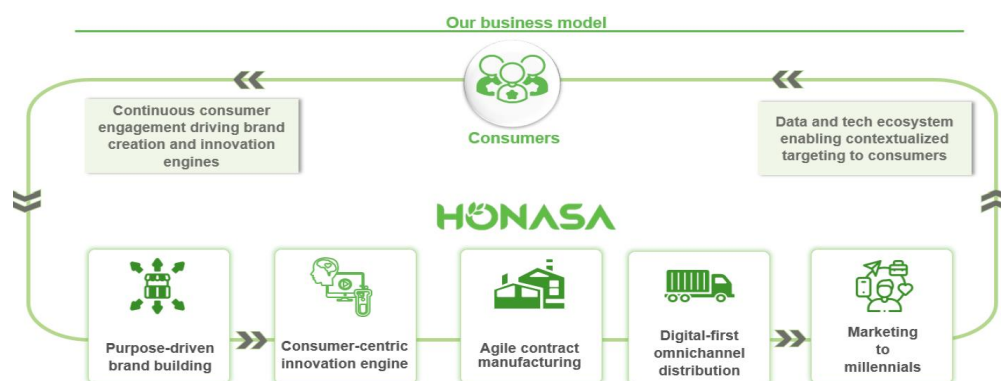 Our business model
Continuous consumer
engagement driving brand
creation and innovation
engines
Consumers
Data and tech ecosystem
enabling contextualized
targeting to consumers
HONASA
Purpose-driven
brand building
Consumer-centric
innovation engine
Agile contract
manufacturing
Digital-first
omnichannel
distribution
Marketing
to
millennials